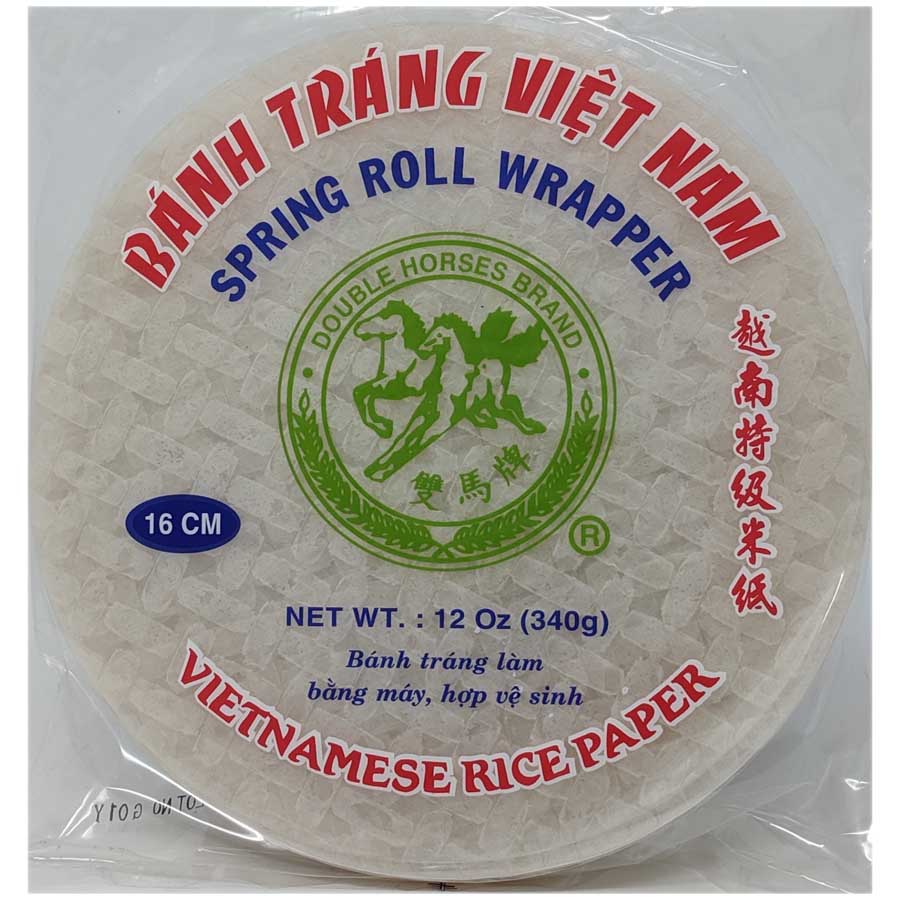 BÁNH TRÁNG VIỆT NAM
SPRING ROLL WRAPPER
DOUBLE HORSES BRAND
雙馬牌
®
越南特级米纸
16 CM
NET WT. : 12 Oz (340g)
Bánh tráng làm
bằng máy, hợp vệ sinh
VIETNAMESE RICE PAPER